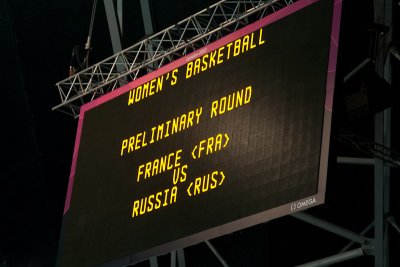 WOMEN'S BASKETBALL
PRELIMINARY ROUND
FRANCE <FRA>
VS
RUSSIA <RUS>
Ω OMEGA